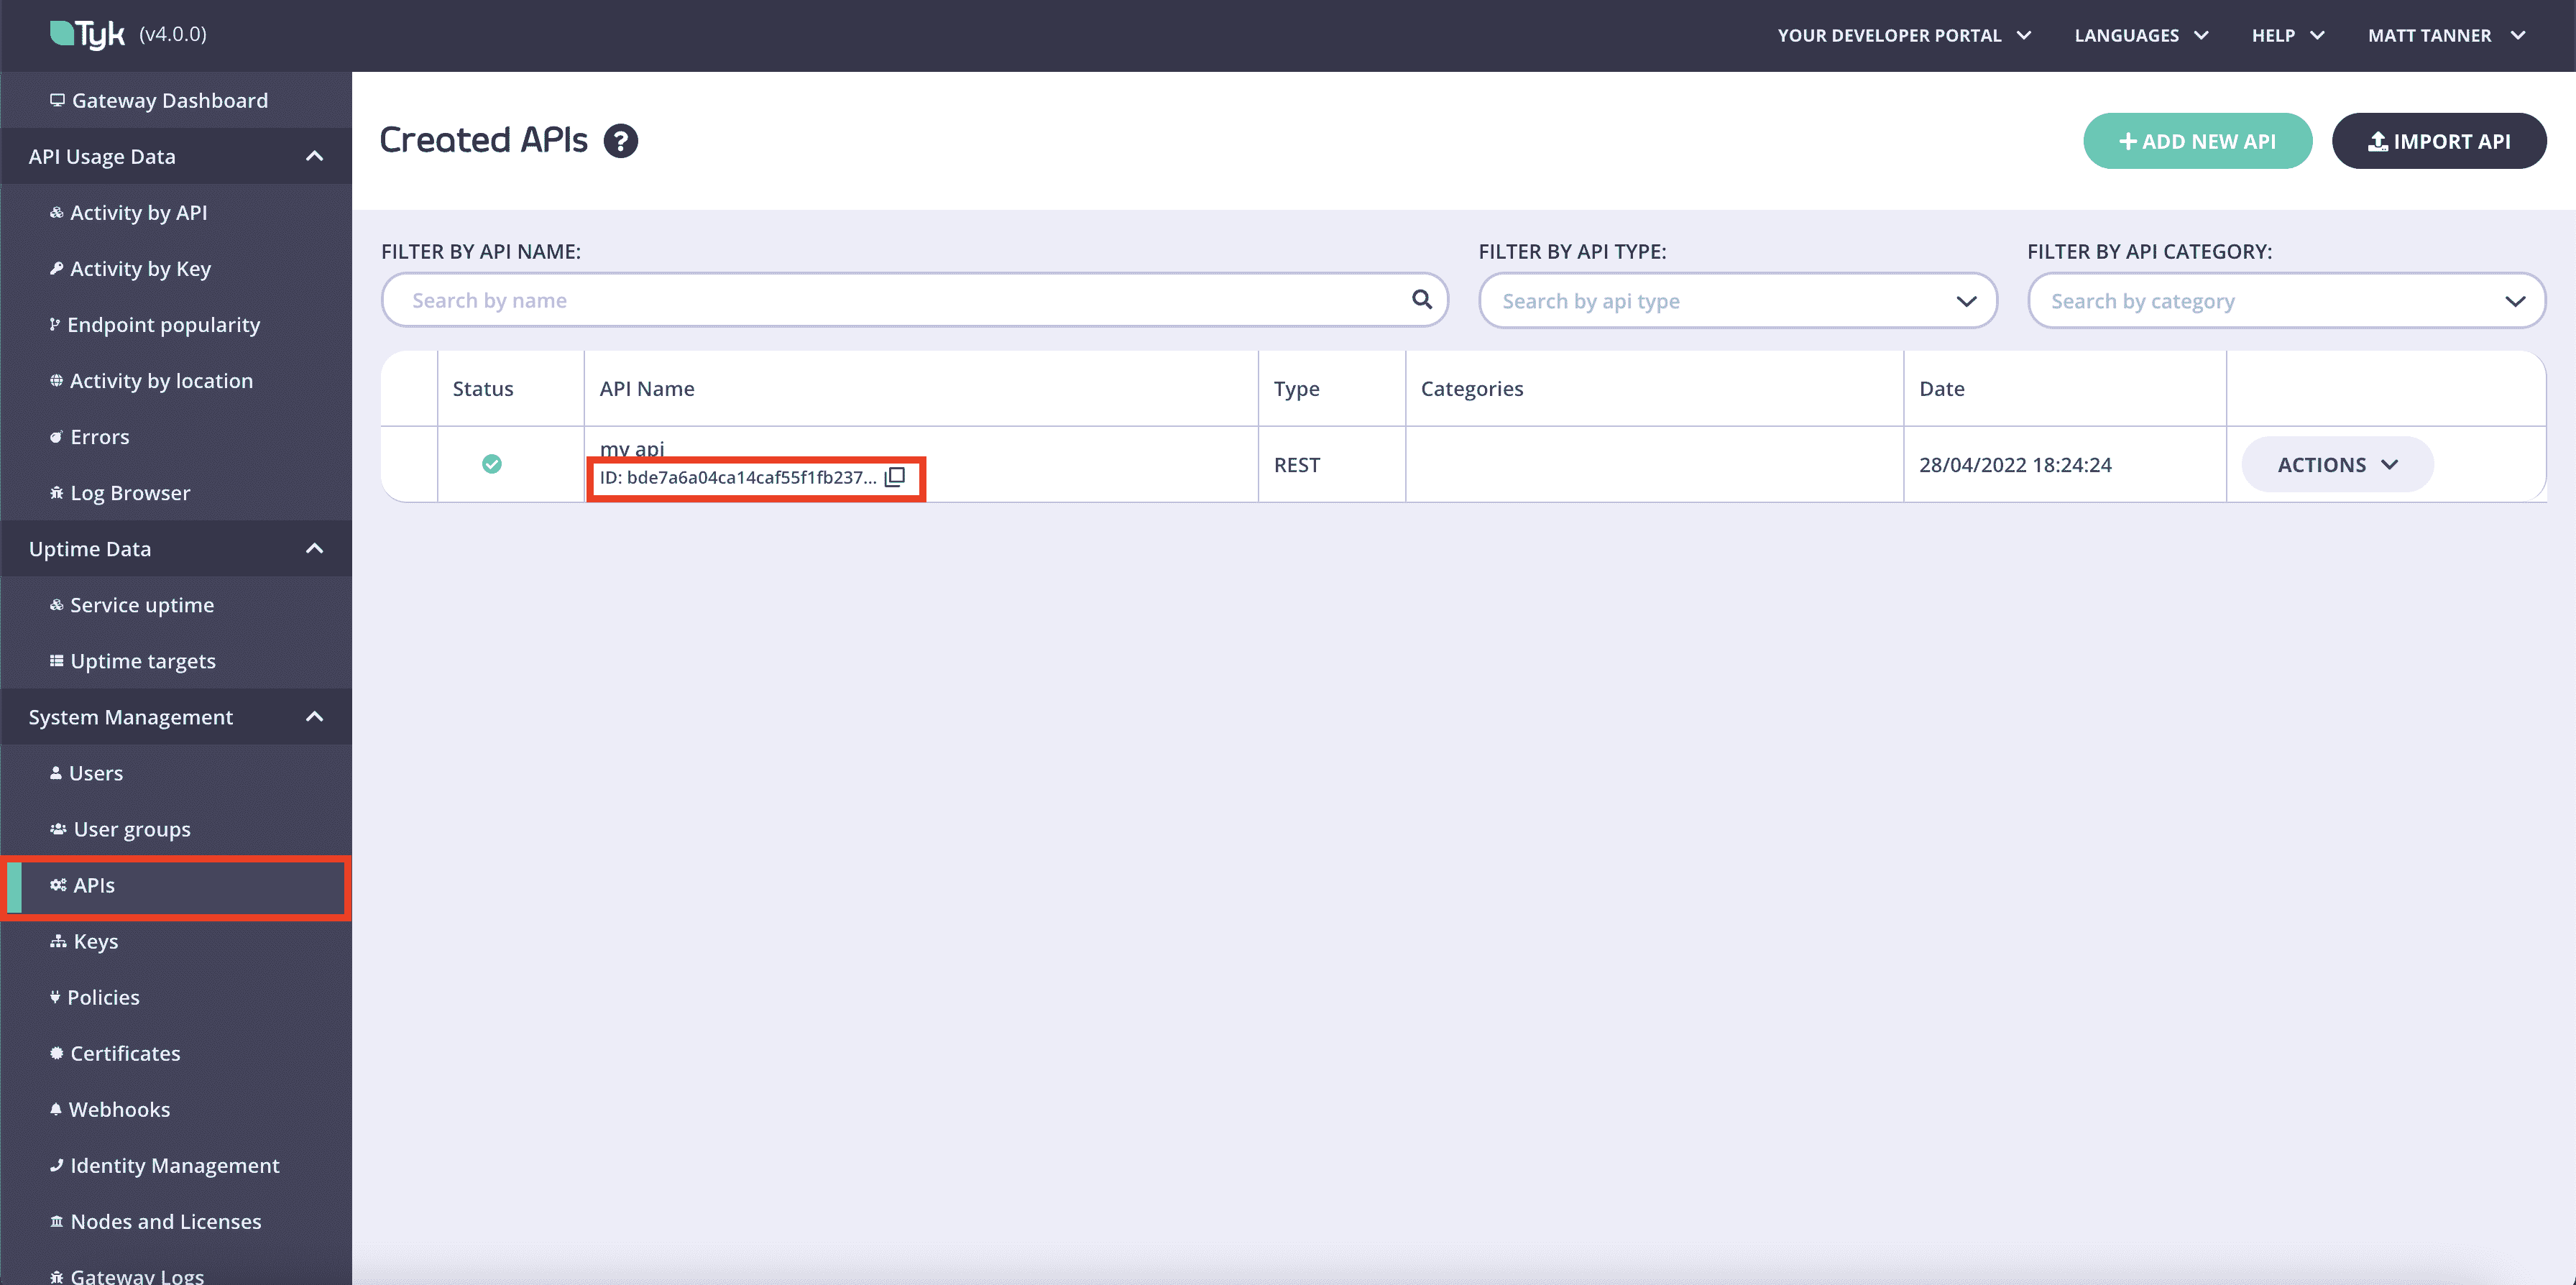 Tyk (v4.0.0)
YOUR DEVELOPER PORTAL
LANGUAGES
HELP
MATT TANNER
Gateway Dashboard
API Usage Data
Activity by API
Activity by Key
Endpoint popularity
Activity by location
Errors
Log Browser
Uptime Data
Service uptime
Uptime targets
System Management
Users
User groups
APIs
Keys
Policies
Certificates
Webhooks
Identity Management
Nodes and Licenses
Gateway Logs
Created APIs ?
+ ADD NEW API
IMPORT API
FILTER BY API NAME:
Search by name
FILTER BY API TYPE:
Search by api type
FILTER BY API CATEGORY:
Search by category
Status
API Name
Type
Categories
Date
my api
ID: bde7a6a04ca14caf55f1fb237...
REST
28/04/2022 18:24:24
ACTIONS